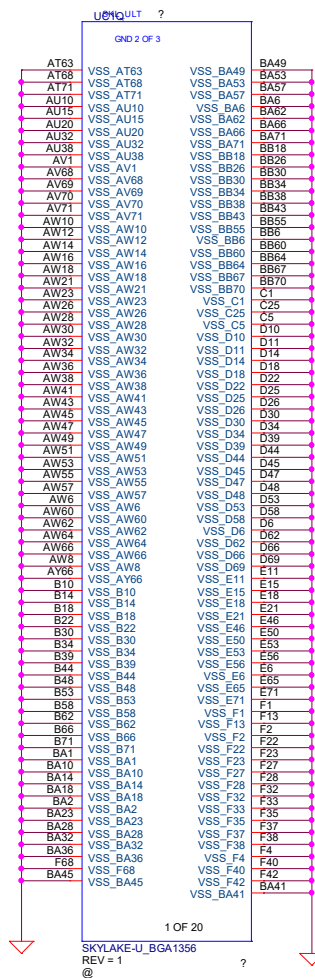 UC1Q
SKL_ULT
?
GND 2 OF 3
AT63 VSS_AT63 VSS_BA49 BA49
AT68 VSS_AT68 VSS_BA53 BA53
AT71 VSS_AT71 VSS_BA57 BA57
AU10 VSS_AU10 VSS_BA6 BA6
AU15 VSS_AU15 VSS_BA62 BA62
AU20 VSS_AU20 VSS_BA66 BA66
AU32 VSS_AU32 VSS_BA71 BA71
AU38 VSS_AU38 VSS_BB18 BB18
AV1 VSS_AV1 VSS_BB26 BB26
AV68 VSS_AV68 VSS_BB30 BB30
AV69 VSS_AV69 VSS_BB34 BB34
AV70 VSS_AV70 VSS_BB38 BB38
AV71 VSS_AV71 VSS_BB43 BB43
AW10 VSS_AW10 VSS_BB55 BB55
AW12 VSS_AW12 VSS_BB6 BB6
AW14 VSS_AW14 VSS_BB60 BB60
AW16 VSS_AW16 VSS_BB64 BB64
AW18 VSS_AW18 VSS_BB67 BB67
AW21 VSS_AW21 VSS_BB70 BB70
AW23 VSS_AW23 VSS_C1 C1
AW26 VSS_AW26 VSS_C25 C25
AW28 VSS_AW28 VSS_C5 C5
AW30 VSS_AW30 VSS_D10 D10
AW32 VSS_AW32 VSS_D11 D11
AW34 VSS_AW34 VSS_D14 D14
AW36 VSS_AW36 VSS_D18 D18
AW38 VSS_AW38 VSS_D22 D22
AW41 VSS_AW41 VSS_D25 D25
AW43 VSS_AW43 VSS_D26 D26
AW45 VSS_AW45 VSS_D30 D30
AW47 VSS_AW47 VSS_D34 D34
AW49 VSS_AW49 VSS_D39 D39
AW51 VSS_AW51 VSS_D44 D44
AW53 VSS_AW53 VSS_D45 D45
AW55 VSS_AW55 VSS_D47 D47
AW57 VSS_AW57 VSS_D48 D48
AW6 VSS_AW6 VSS_D53 D53
AW60 VSS_AW60 VSS_D58 D58
AW62 VSS_AW62 VSS_D6 D6
AW64 VSS_AW64 VSS_D62 D62
AW66 VSS_AW66 VSS_D66 D66
AW8 VSS_AW8 VSS_D69 D69
AY66 VSS_AY66 VSS_E11 E11
B10 VSS_B10 VSS_E15 E15
B14 VSS_B14 VSS_E18 E18
B18 VSS_B18 VSS_E21 E21
B22 VSS_B22 VSS_E46 E46
B30 VSS_B30 VSS_E50 E50
B34 VSS_B34 VSS_E53 E53
B39 VSS_B39 VSS_E56 E56
B44 VSS_B44 VSS_E6 E6
B48 VSS_B48 VSS_E65 E65
B53 VSS_B53 VSS_E71 E71
B58 VSS_B58 VSS_F1 F1
B62 VSS_B62 VSS_F13 F13
B66 VSS_B66 VSS_F2 F2
B71 VSS_B71 VSS_F22 F22
BA1 VSS_BA1 VSS_F23 F23
BA10 VSS_BA10 VSS_F27 F27
BA14 VSS_BA14 VSS_F28 F28
BA18 VSS_BA18 VSS_F32 F32
BA2 VSS_BA2 VSS_F33 F33
BA23 VSS_BA23 VSS_F35 F35
BA28 VSS_BA28 VSS_F37 F37
BA32 VSS_BA32 VSS_F38 F38
BA36 VSS_BA36 VSS_F4 F4
F68 VSS_F68 VSS_F40 F40
BA45 VSS_BA45 VSS_F42 F42
VSS_BA41 BA41
1 OF 20
SKYLAKE-U_BGA1356
REV = 1 ?
@